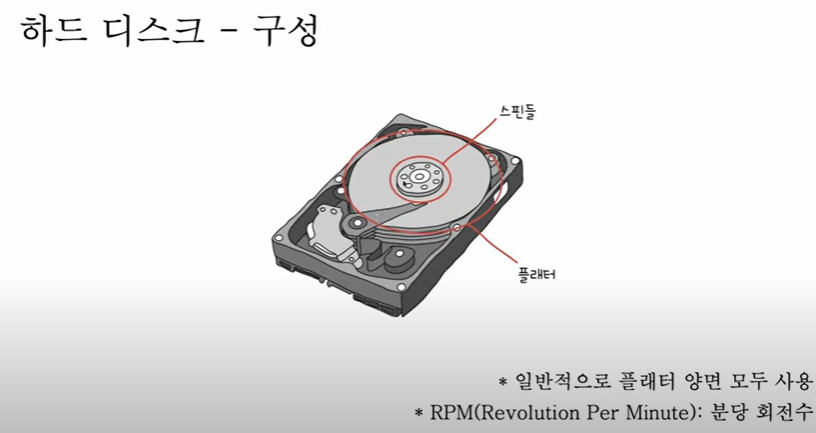 하드 디스크 - 구성
스핀들
플래터
* 일반적으로 플래터 양면 모두 사용
* RPM(Revolution Per Minute): 분당 회전수